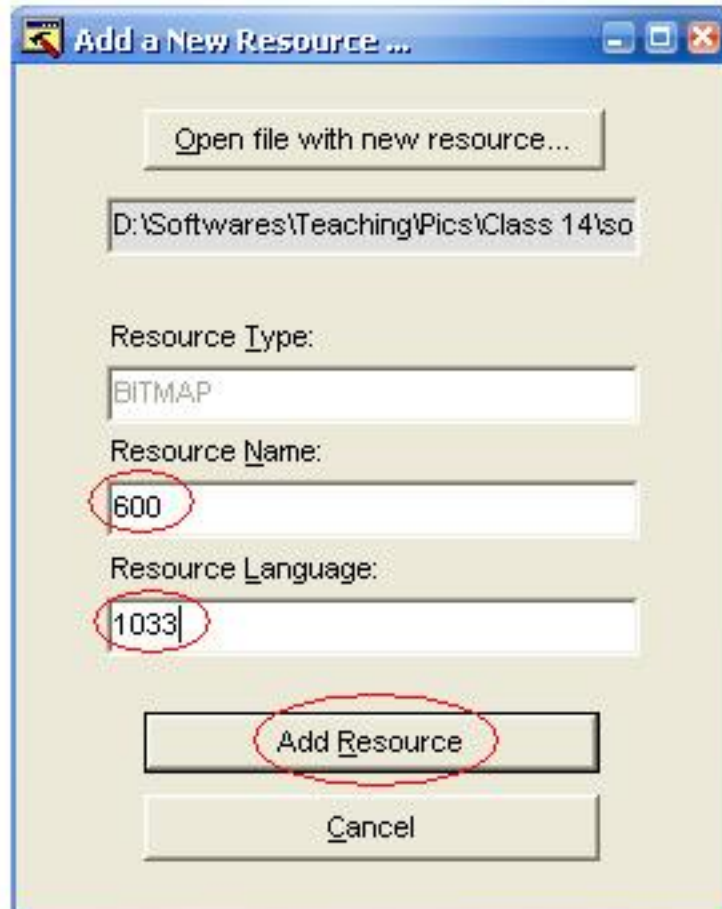 Add a New Resource ...
Open file with new resource...
D:\Softwares\Teaching\Pics\Class 14\so
Resource Type:
BITMAP
Resource Name:
600
Resource Language:
1033
Add Resource
Cancel